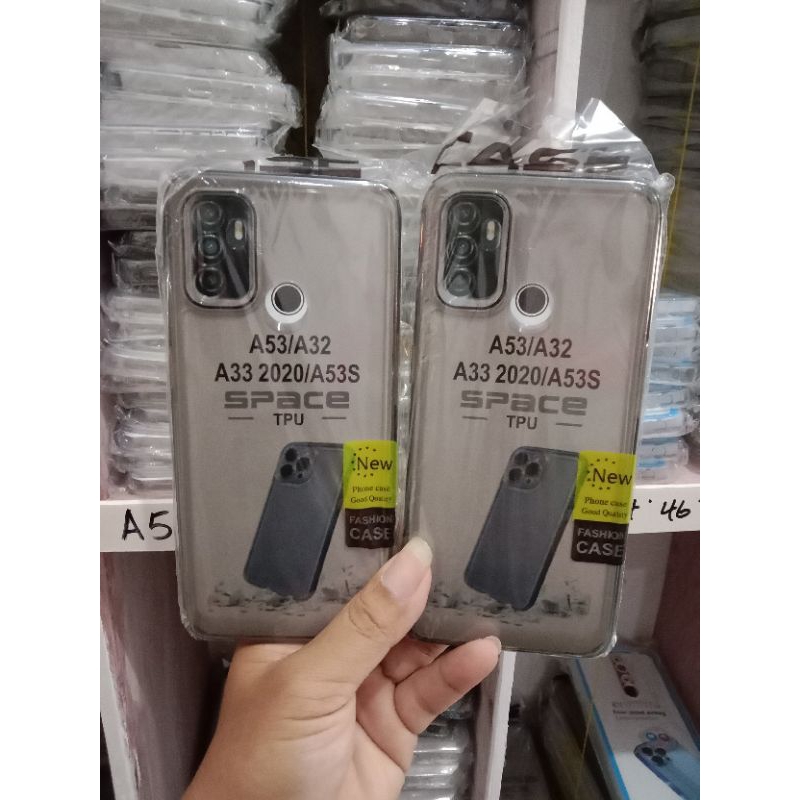 CASE
A53/A32
A33 2020/A53S
SPACE
TPU
New
Phone case
Good Quality
FASHION
CASE
A53/A32
A33 2020/A53S
SPACE
TPU
New
Phone case
Good Quality
FASHION
CASE
A5
46